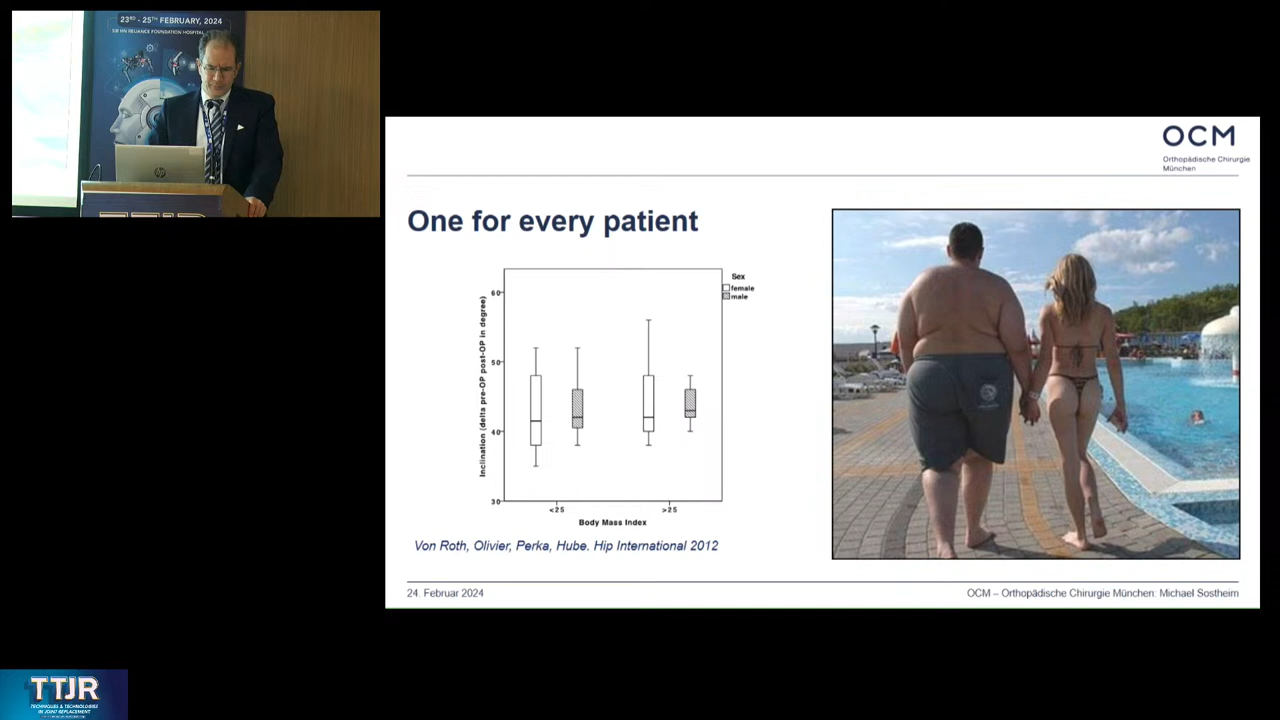 23RD - 25TH FEBRUARY, 2024
SIR HN RELIANCE FOUNDATION HOSPITAL
hp
TTJR
OCM
Orthopädische Chirurgie
München
One for every patient
Sex
female
male
60
50
40
30
Inclination (delta pre-OP post-OP in degree)
<25
>25
Body Mass Index
Von Roth, Olivier, Perka, Hube. Hip International 2012
24. Februar 2024
OCM – Orthopädische Chirurgie München: Michael Sostheim
TTJR
TECHNIQUES & TECHNOLOGIES
IN JOINT REPLACEMENT